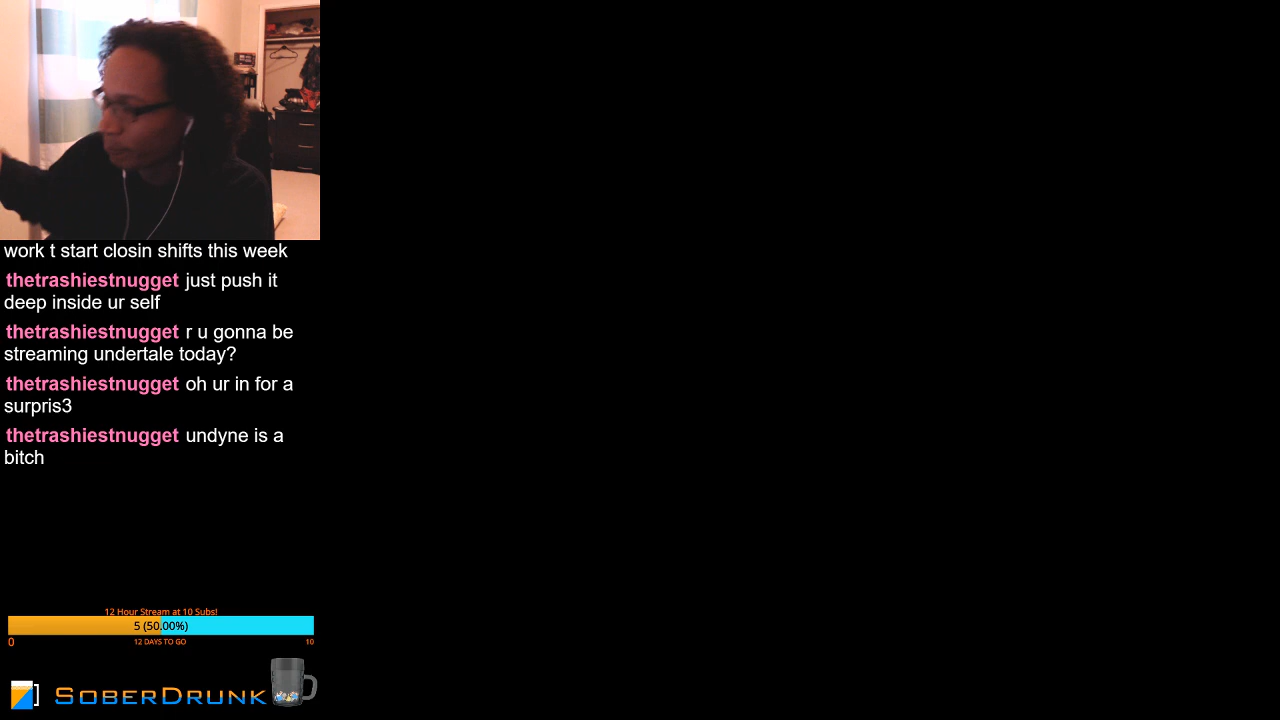 work t start closin shifts this week
thetrashiestnugget just push it
deep inside ur self
thetrashiestnugget r u gonna be
streaming undertale today?
thetrashiestnugget oh ur in for a
surpris3
thetrashiestnugget undyne is a
bitch
12 Hour Stream at 10 Subs!
5 (50.00%)
0 12 DAYS TO GO 10
SOBERDRUNK